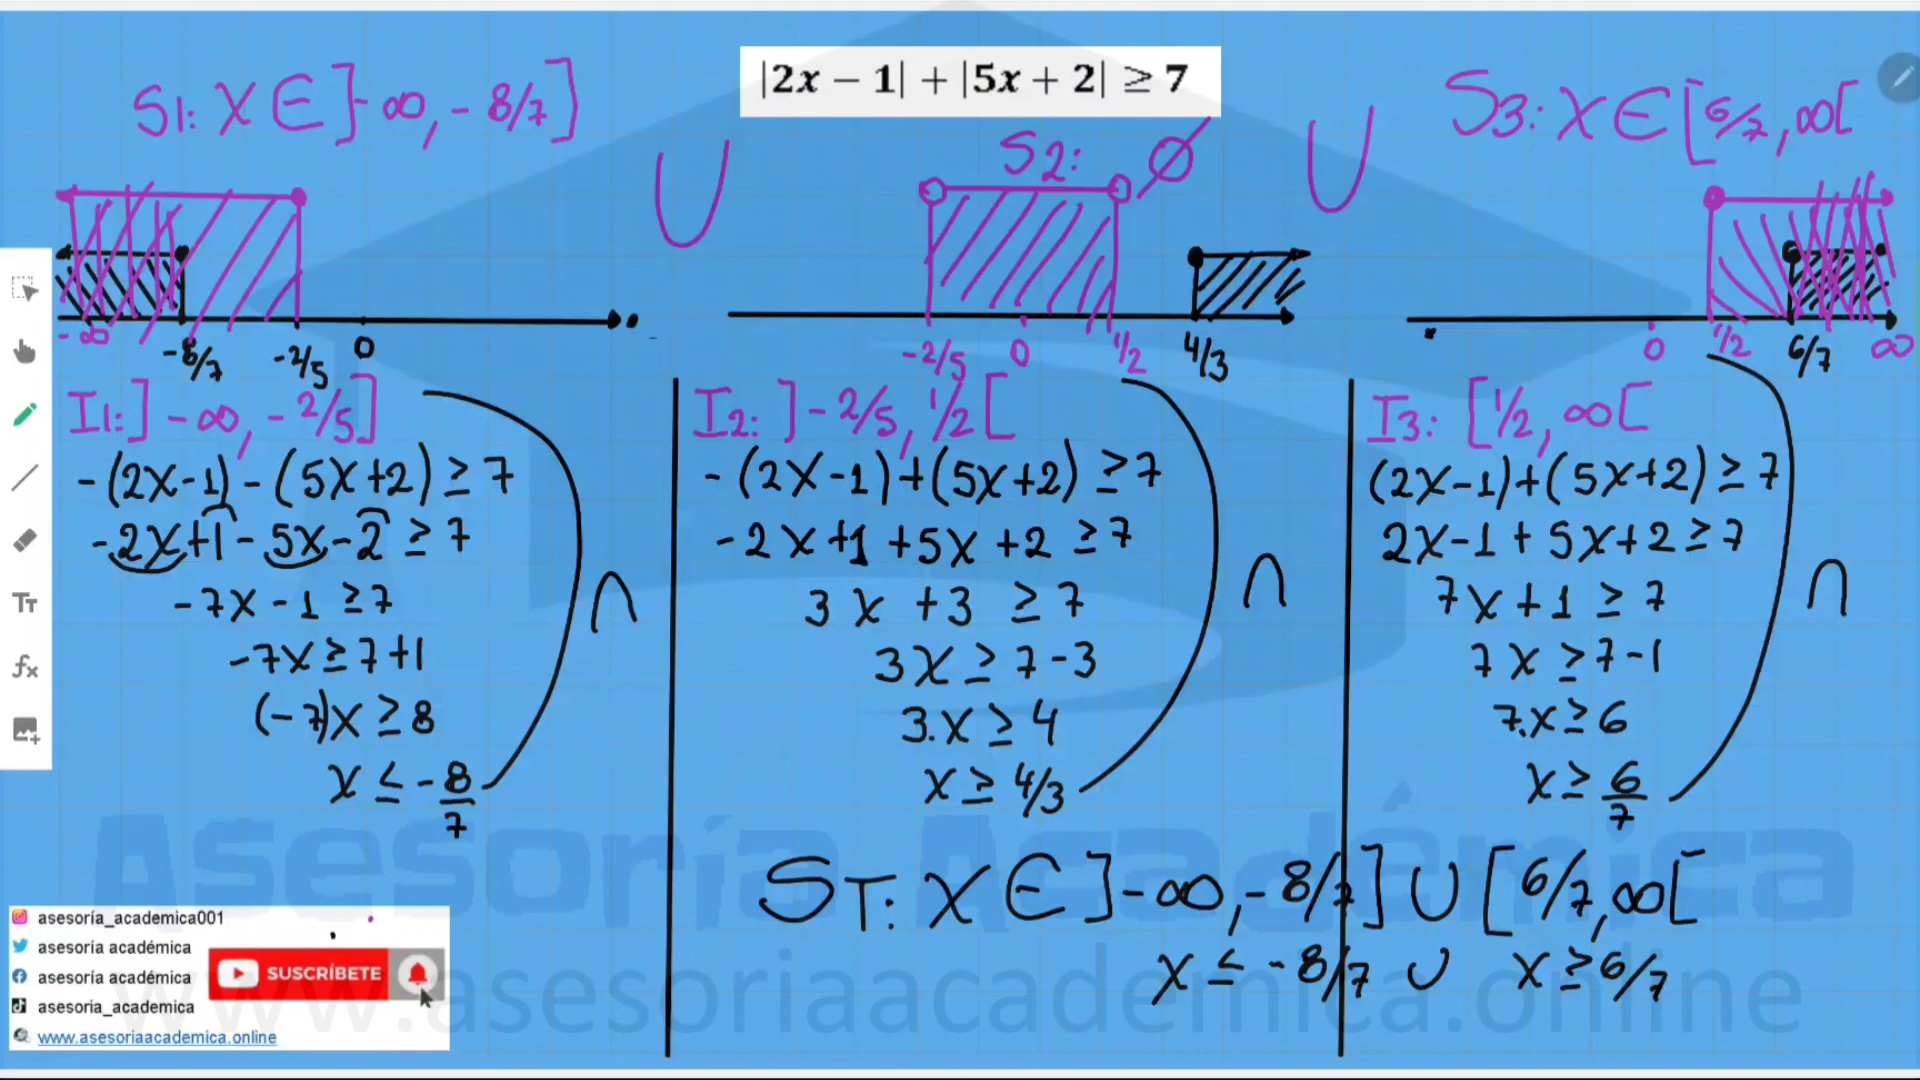 |2x − 1| + |5x + 2| ≥ 7
S1: X ∈ ]-∞, -8/7]
U
S2: ∅
U
S3: X ∈ [6/7, ∞[
-∞ -8/7 -2/5 0
-2/5 0 1/2 4/3
0 1/2 6/7 ∞
I1: ]-∞, -2/5]
-(2x-1) - (5x+2) ≥ 7
-2x+1 - 5x-2 ≥ 7
-7x - 1 ≥ 7
-7x ≥ 7+1
(-7)x ≥ 8
x ≤ -8/7
∩
I2: ]-2/5, 1/2[
-(2x-1)+(5x+2) ≥ 7
-2x+1+5x+2 ≥ 7
3x+3 ≥ 7
3x ≥ 7-3
3.x ≥ 4
x ≥ 4/3
∩
I3: [1/2, ∞[
(2x-1)+(5x+2) ≥ 7
2x-1+5x+2 ≥ 7
7x+1 ≥ 7
7x ≥ 7-1
7.x ≥ 6
x ≥ 6/7
∩
ST: X ∈ ]-∞, -8/7] U [6/7, ∞[
x ≤ -8/7 U x ≥ 6/7
Asesoría Académica
www.asesoriaacademica.online
asesoría_academica001
asesoría académica
asesoría académica
asesoria_academica
www.asesoriaacademica.online
SUSCRÍBETE
Tт
fx